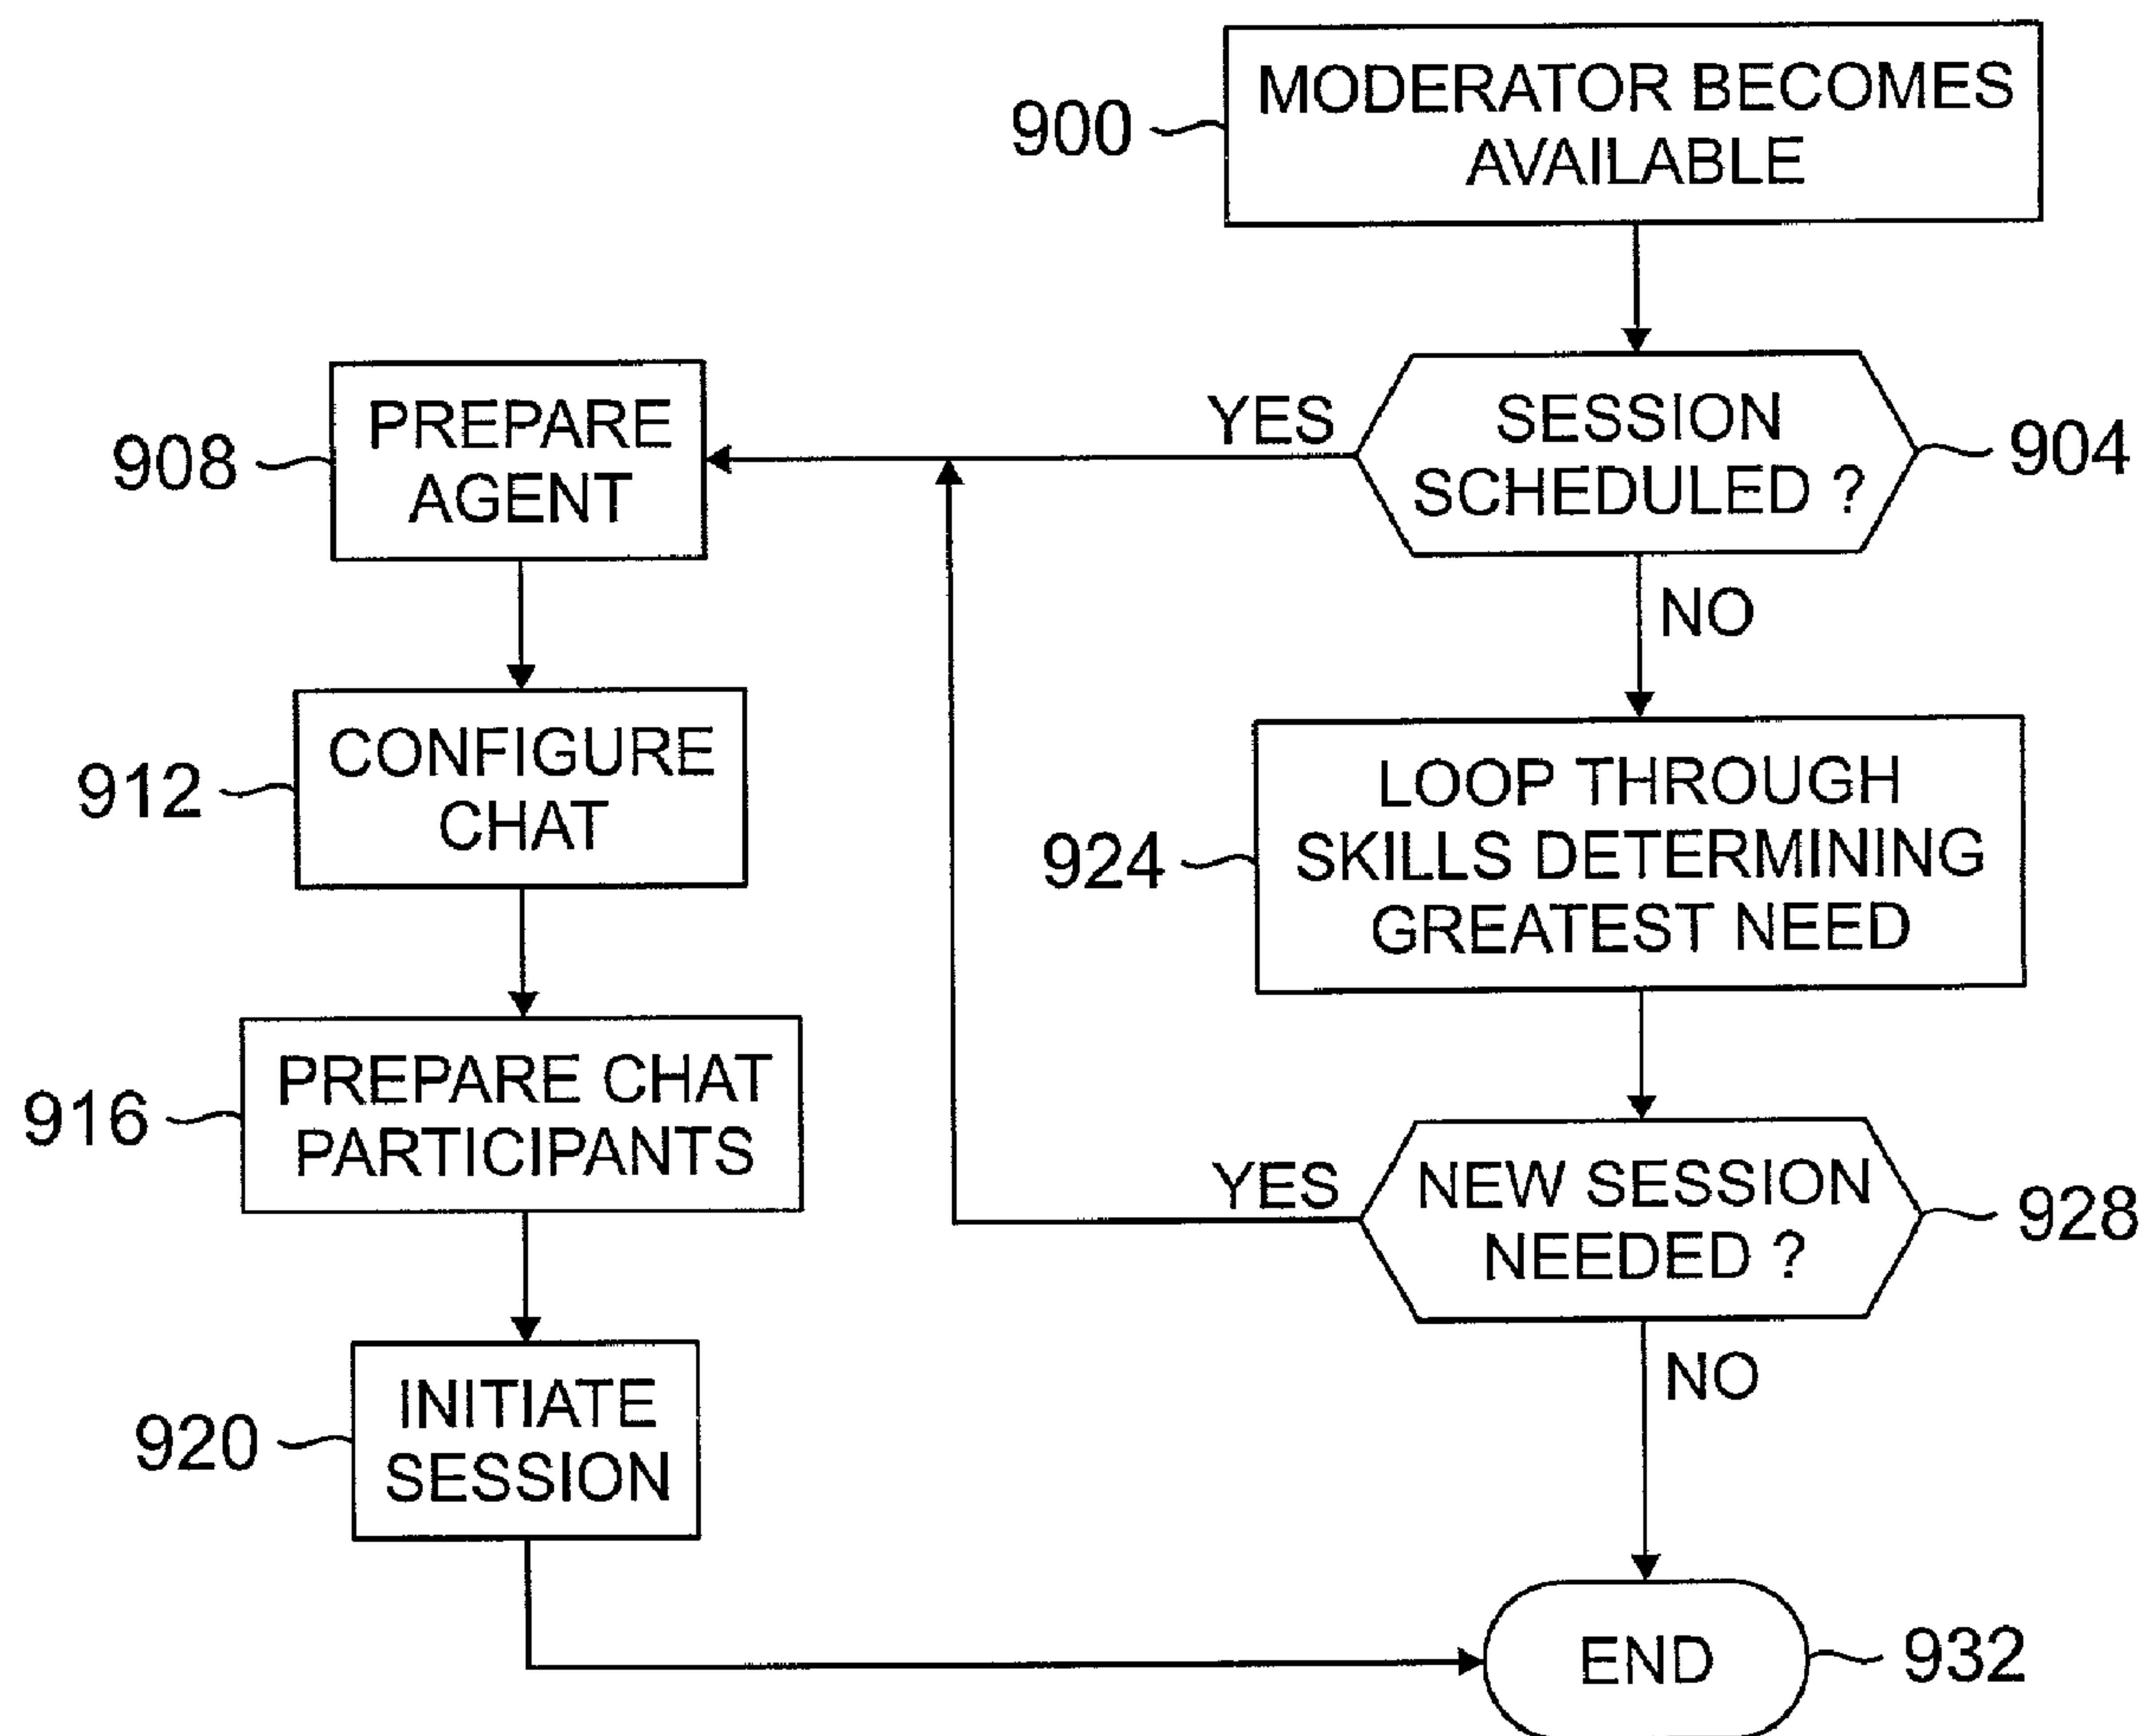 MODERATOR BECOMES
AVAILABLE
900
SESSION
SCHEDULED ?
904
YES
NO
PREPARE
AGENT
908
CONFIGURE
CHAT
912
PREPARE CHAT
PARTICIPANTS
916
INITIATE
SESSION
920
LOOP THROUGH
SKILLS DETERMINING
GREATEST NEED
924
NEW SESSION
NEEDED ?
928
YES
NO
END
932